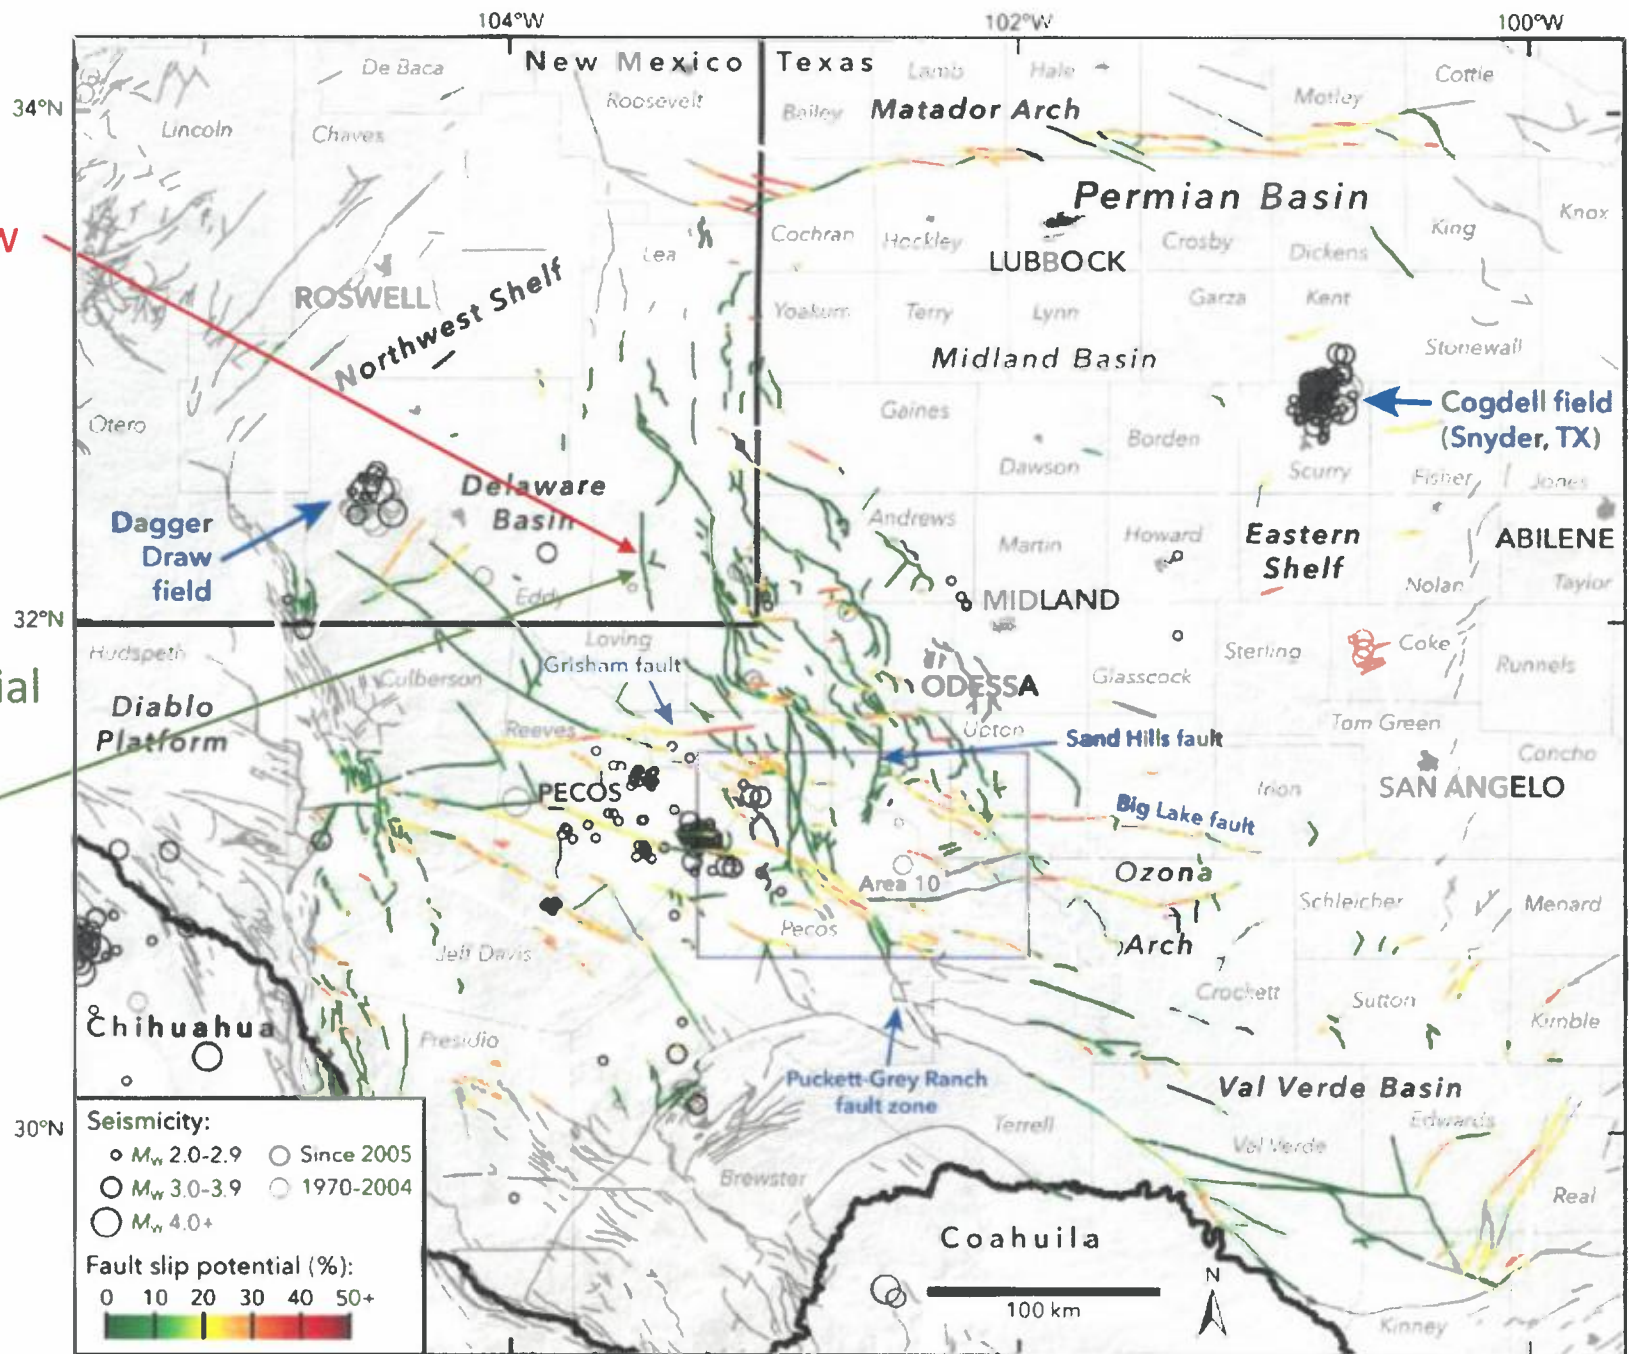 104°W
102°W
100°W
34°N
32°N
30°N
w
ial
New Mexico
Texas
De Baca
Roosevelt
Lincoln
Chaves
Lamb
Hale
Bailey
Matador Arch
Motley
Cottle
Permian Basin
Cochran
Hockley
LUBBOCK
Crosby
Dickens
King
Knox
Lea
ROSWELL
Northwest Shelf
Yoakum
Terry
Lynn
Garza
Kent
Midland Basin
Stonewall
Otero
Gaines
Borden
Dawson
Cogdell field
(Snyder, TX)
Scurry
Fisher
Jones
Delaware
Basin
Dagger
Draw
field
Eddy
Andrews
Martin
Howard
Eastern
Shelf
ABILENE
Nolan
Taylor
MIDLAND
Hudspeth
Loving
Culberson
Grisham fault
ODESSA
Glasscock
Sterling
Coke
Runnels
Diablo
Platform
Reeves
Upton
Sand Hills fault
Tom Green
Concho
PECOS
Irion
SAN ANGELO
Big Lake fault
Area 10
Ozona
Arch
Pecos
Schleicher
Menard
Jeff Davis
Crockett
Sutton
Kimble
Chihuahua
Presidio
Puckett-Grey Ranch
fault zone
Val Verde Basin
Terrell
Val Verde
Edwards
Brewster
Real
Coahuila
Kinney
N
100 km
Seismicity:
Mw 2.0-2.9
Since 2005
Mw 3.0-3.9
1970-2004
Mw 4.0+
Fault slip potential (%):
0 10 20 30 40 50+